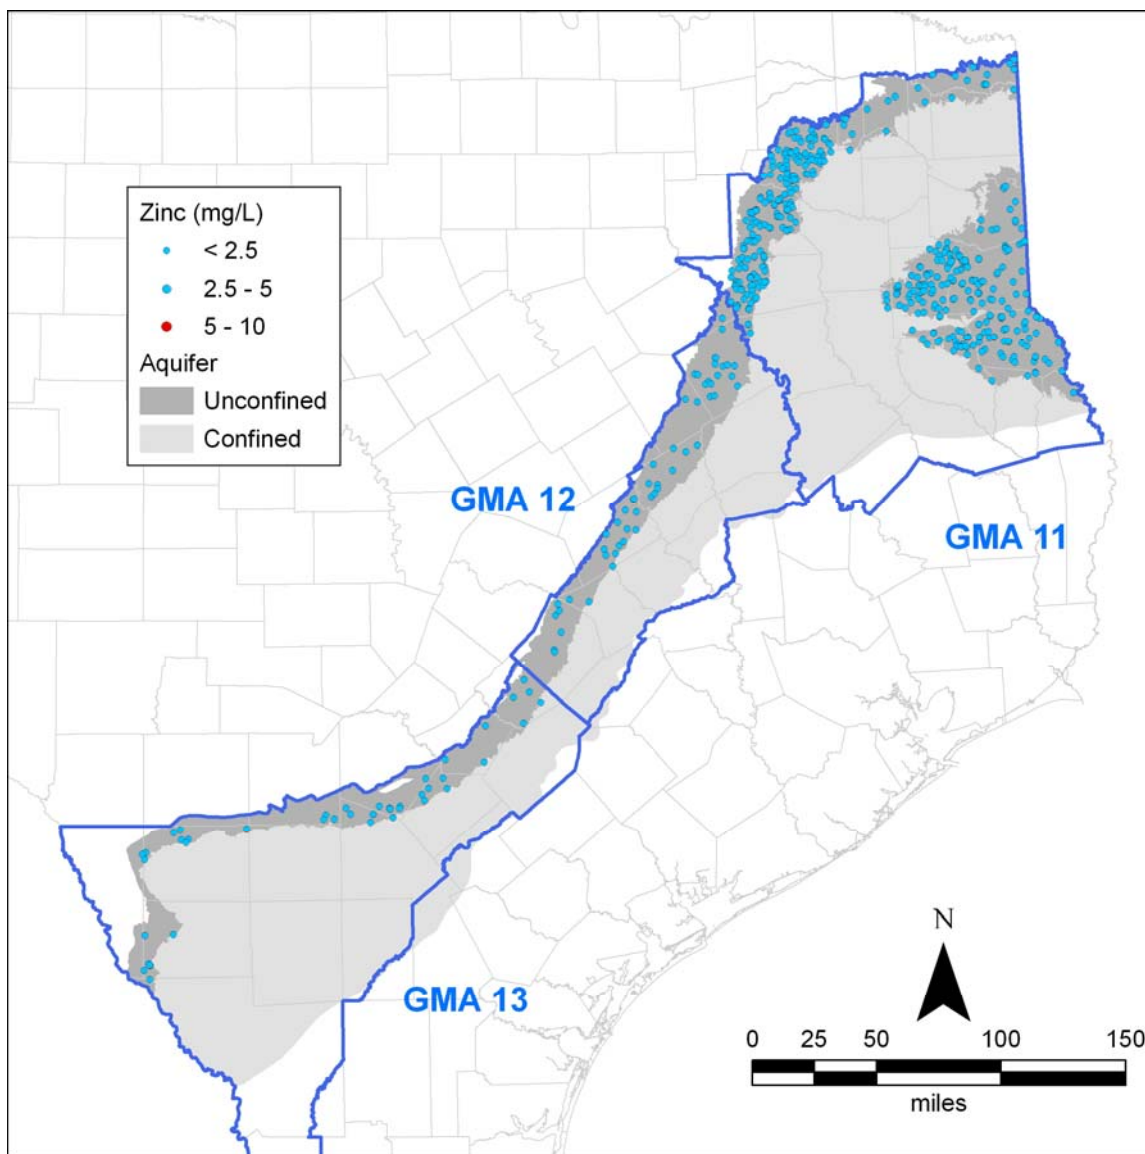 Zinc (mg/L)
< 2.5
2.5 - 5
5 - 10
Aquifer
Unconfined
Confined
GMA 12
GMA 11
GMA 13
N
0 25 50 100 150
miles